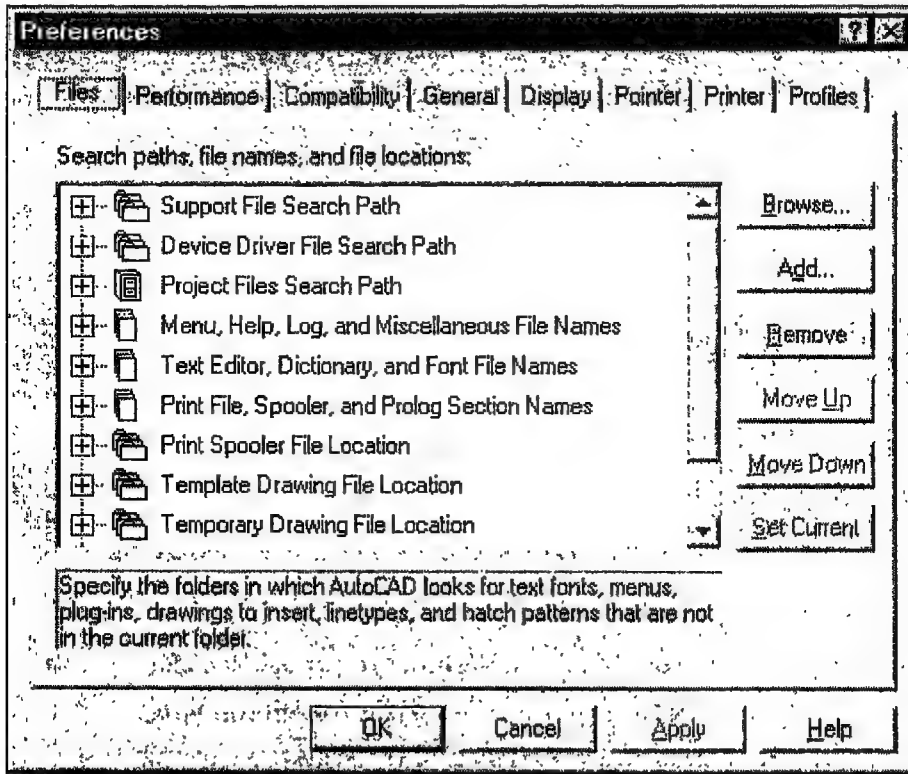 Preferences
Files Performance Compatibility General Display Pointer Printer Profiles
Search paths, file names, and file locations:
Support File Search Path
Device Driver File Search Path
Project Files Search Path
Menu, Help, Log, and Miscellaneous File Names
Text Editor, Dictionary, and Font File Names
Print File, Spooler, and Prolog Section Names
Print Spooler File Location
Template Drawing File Location
Temporary Drawing File Location
Browse...
Add...
Remove
Move Up
Move Down
Set Current
Specify the folders in which AutoCAD looks for text fonts, menus,
plug-ins, drawings to insert, linetypes, and hatch patterns that are not
in the current folder.
OK Cancel Apply Help